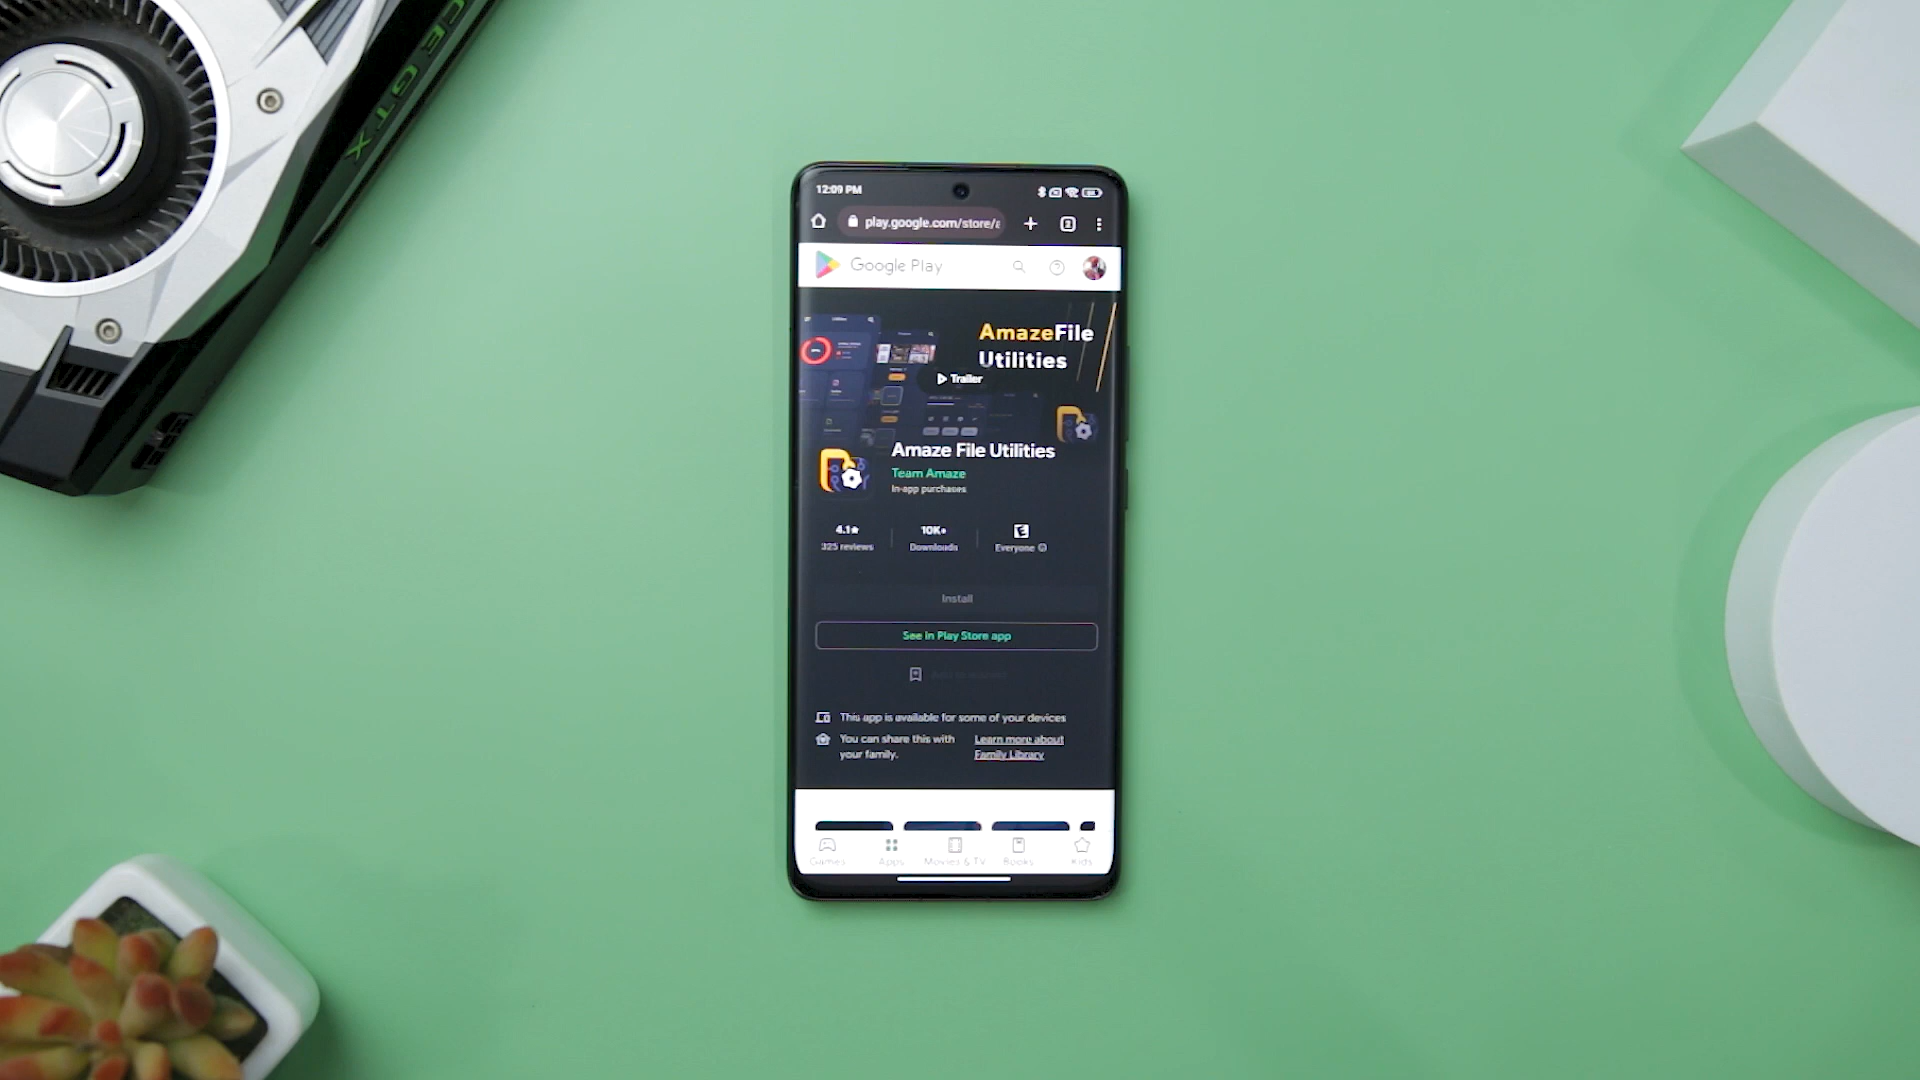 CE GTX
12:09 PM
play.google.com/store/a
3
Google Play
AmazeFile
Utilities
Trailer
Amaze File Utilities
Team Amaze
In-app purchases
4.1★ 10K+ E
325 reviews Downloads Everyone
Install
See in Play Store app
This app is available for some of your devices
You can share this with your family. Learn more about Family Library
Games Apps Movies & TV Books Kids